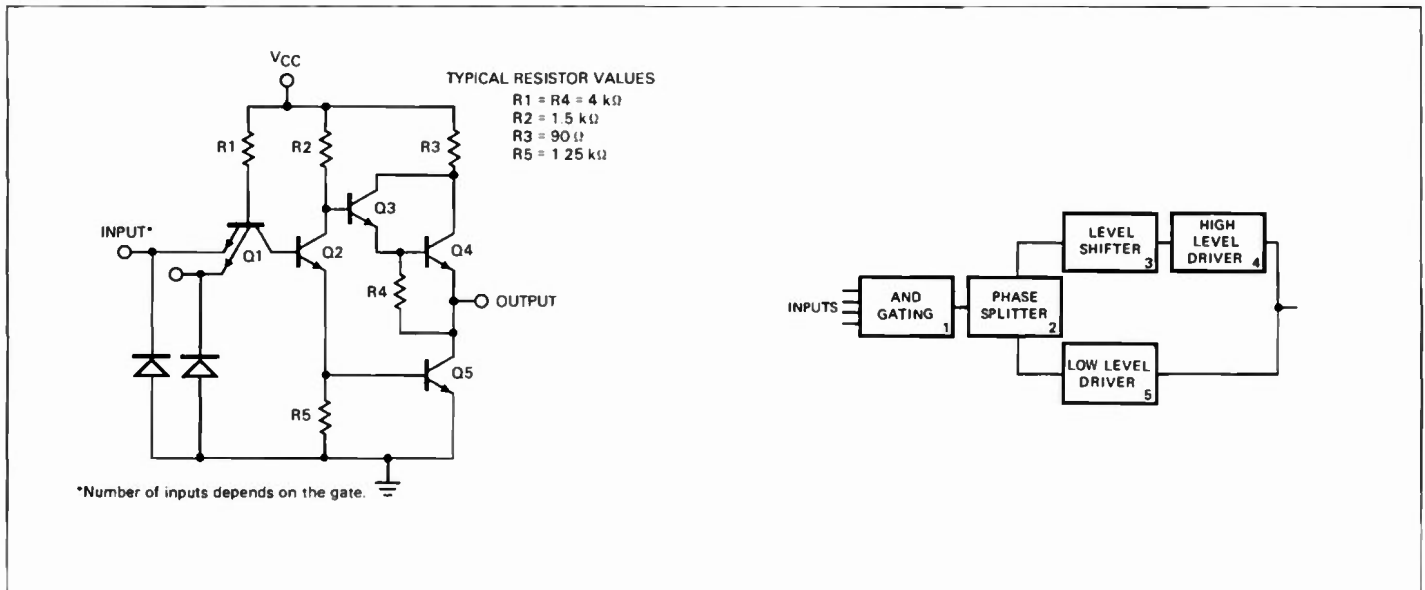 VCC
TYPICAL RESISTOR VALUES
R1 = R4 = 4 kΩ
R2 = 1.5 kΩ
R3 = 90 Ω
R5 = 1 25 kΩ
R1
R2
R3
Q3
INPUT*
Q1
Q2
Q4
R4
OUTPUT
Q5
R5
*Number of inputs depends on the gate.
INPUTS
AND
GATING
1
PHASE
SPLITTER
2
LEVEL
SHIFTER
3
HIGH
LEVEL
DRIVER
4
LOW LEVEL
DRIVER
5